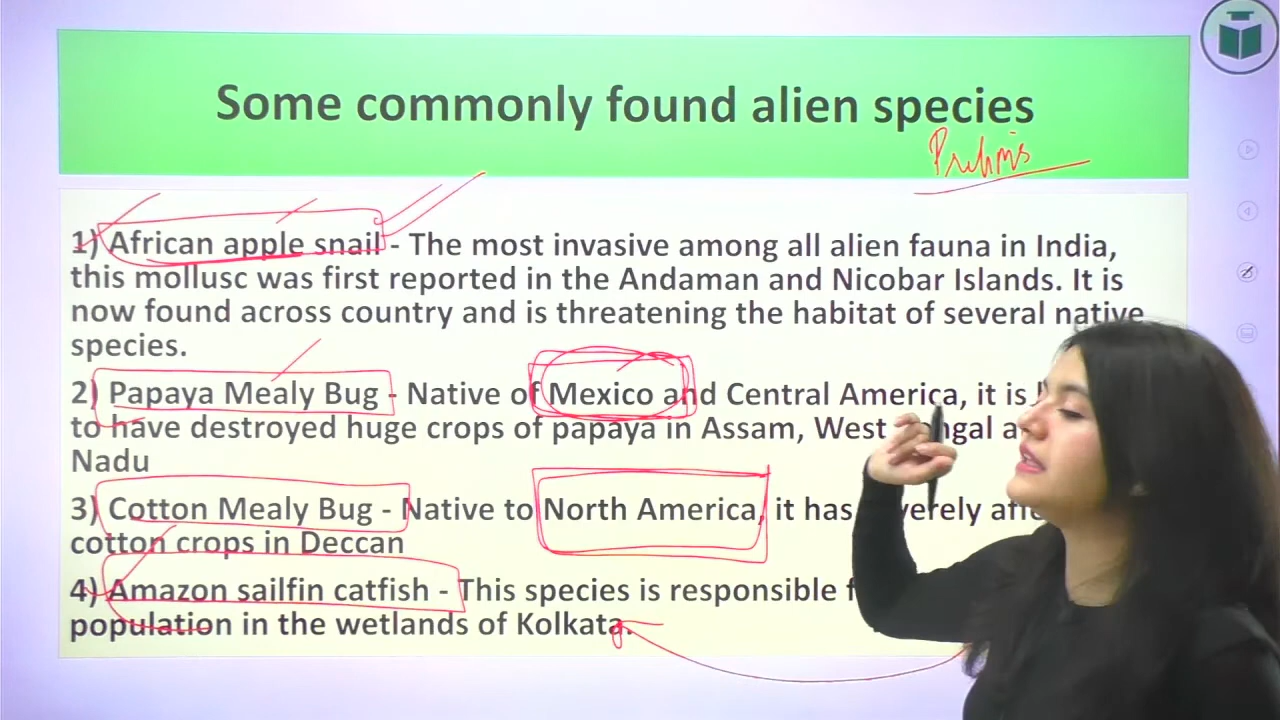 Some commonly found alien species
Prelims
1) African apple snail - The most invasive among all alien fauna in India,
this mollusc was first reported in the Andaman and Nicobar Islands. It is
now found across country and is threatening the habitat of several native
species.
2) Papaya Mealy Bug - Native of Mexico and Central America, it is
to have destroyed huge crops of papaya in Assam, West
Nadu
3) Cotton Mealy Bug - Native to North America, it has
cotton crops in Deccan
4) Amazon sailfin catfish - This species is responsible
population in the wetlands of Kolkata.